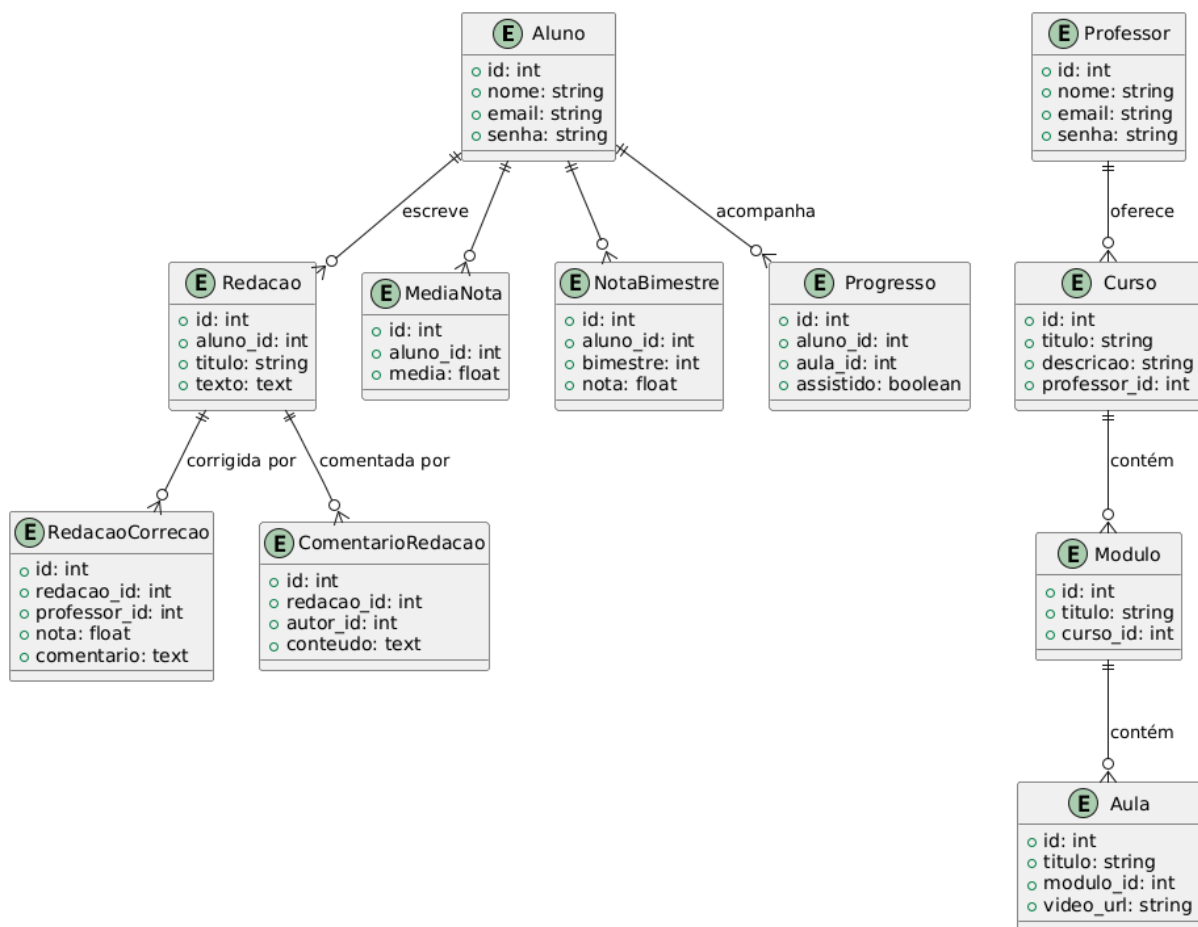 E Aluno
id: int
nome: string
email: string
senha: string
E Professor
id: int
nome: string
email: string
senha: string
escreve
acompanha
oferece
E Redacao
id: int
aluno_id: int
titulo: string
texto: text
E MediaNota
id: int
aluno_id: int
media: float
E NotaBimestre
id: int
aluno_id: int
bimestre: int
nota: float
E Progresso
id: int
aluno_id: int
aula_id: int
assistido: boolean
E Curso
id: int
titulo: string
descricao: string
professor_id: int
corrigida por
comentada por
contém
E RedacaoCorrecao
id: int
redacao_id: int
professor_id: int
nota: float
comentario: text
E ComentarioRedacao
id: int
redacao_id: int
autor_id: int
conteudo: text
E Modulo
id: int
titulo: string
curso_id: int
contém
E Aula
id: int
titulo: string
modulo_id: int
video_url: string